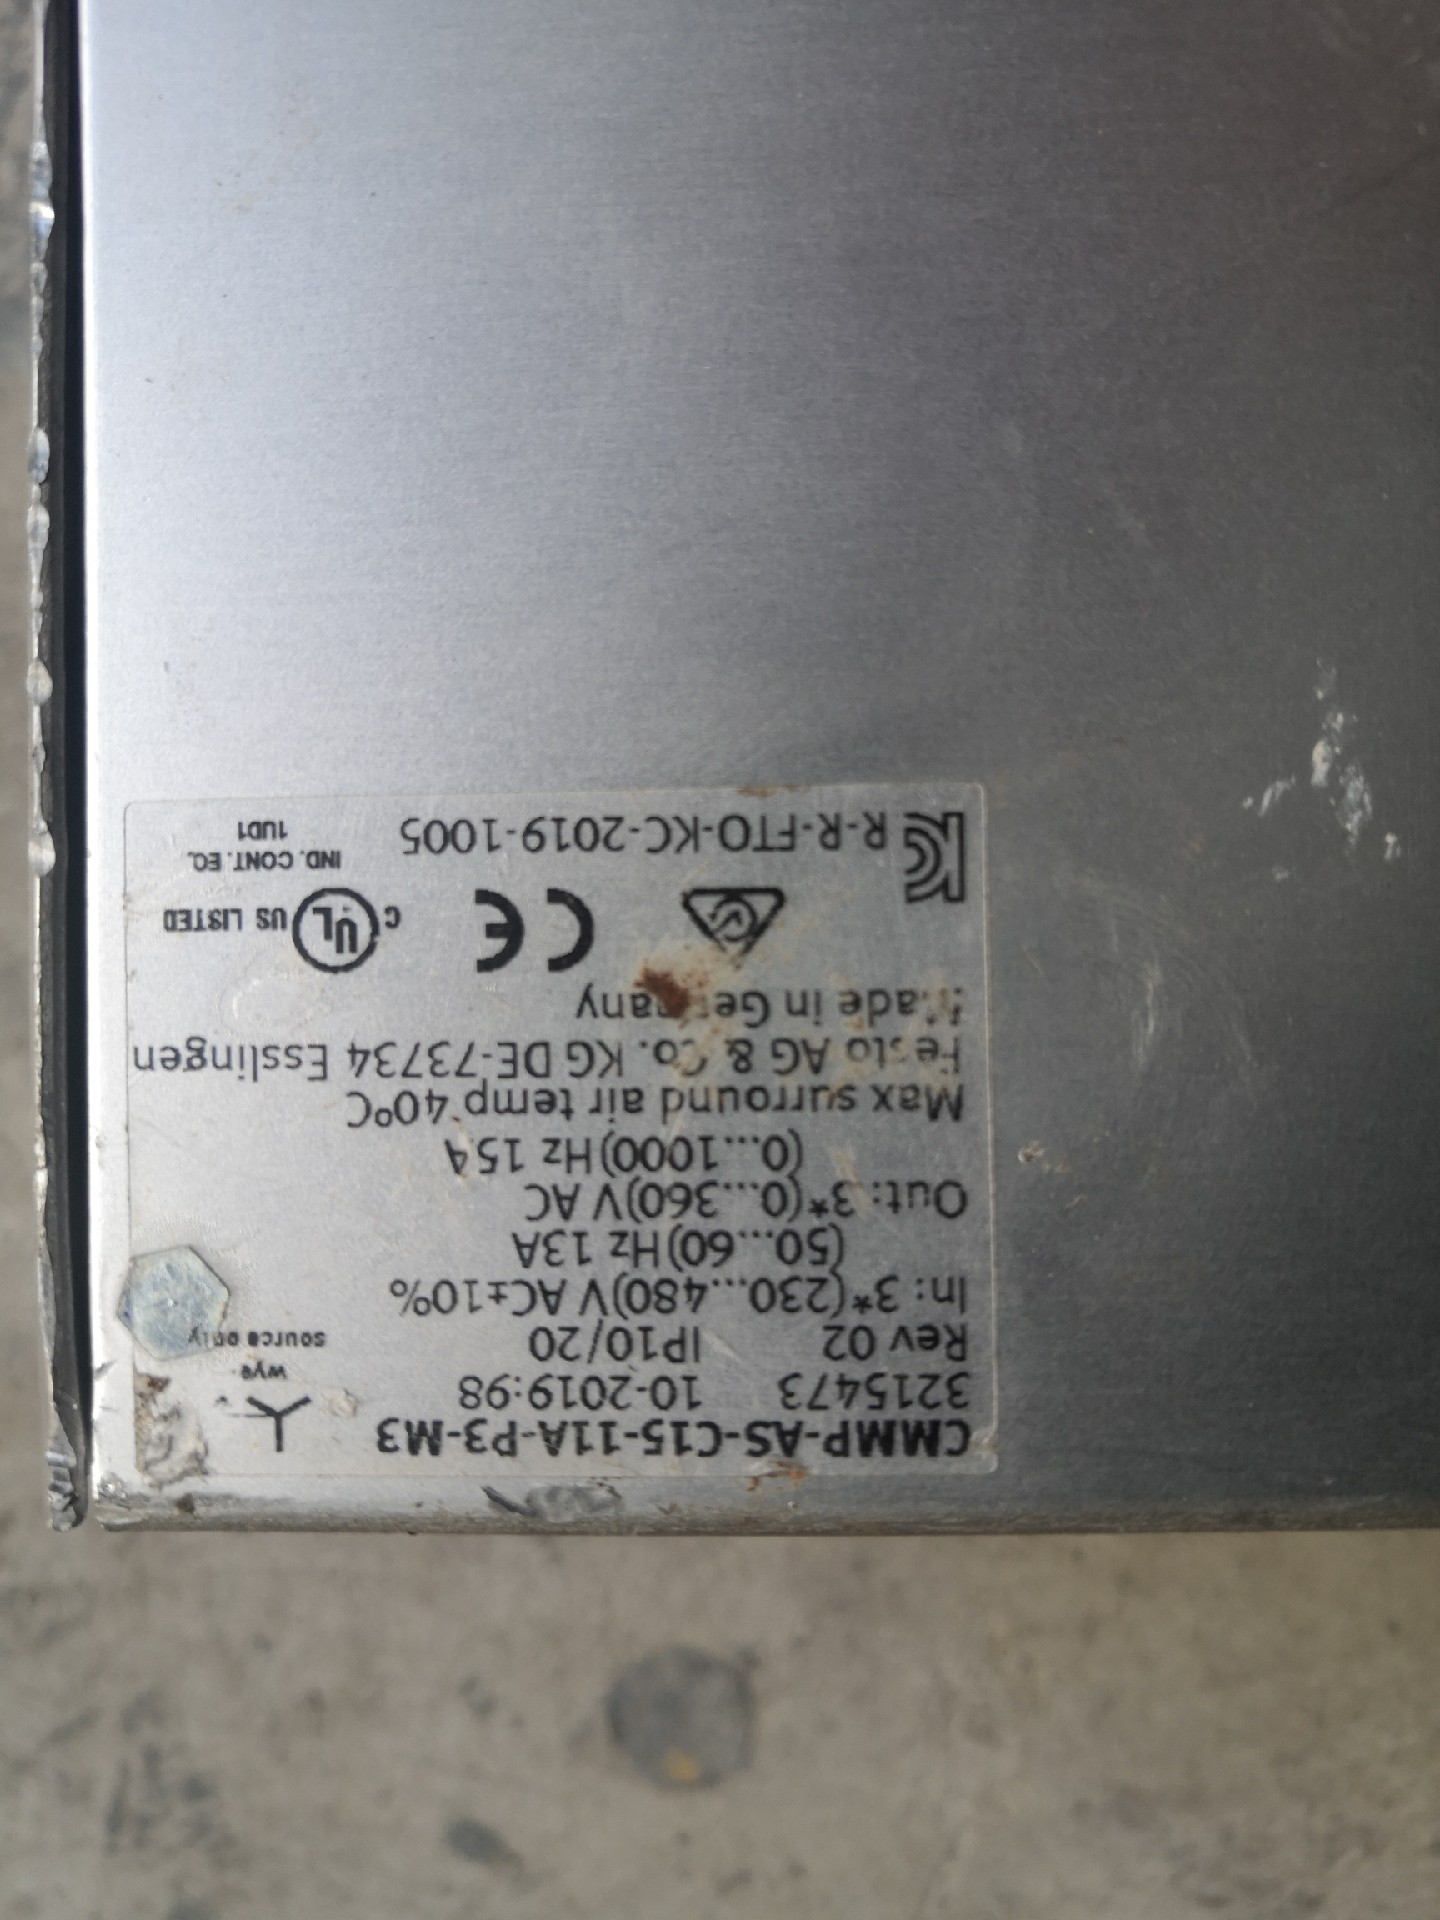 CMMP-AS-C15-11A-P3-M3
3215473 10-2019:98
Rev 02 IP10/20
wye
source only
In: 3*(230...480)V AC±10%
(50...60)Hz 13A
Out: 3*(0...360)V AC
(0...1000)Hz 15A
Max surround air temp 40°C
Festo AG & Co. KG DE-73734 Esslingen
Made in Germany
CE
C UL US LISTED
IND. CONT. EQ.
1UD1
KC R-R-FTO-KC-2019-1005